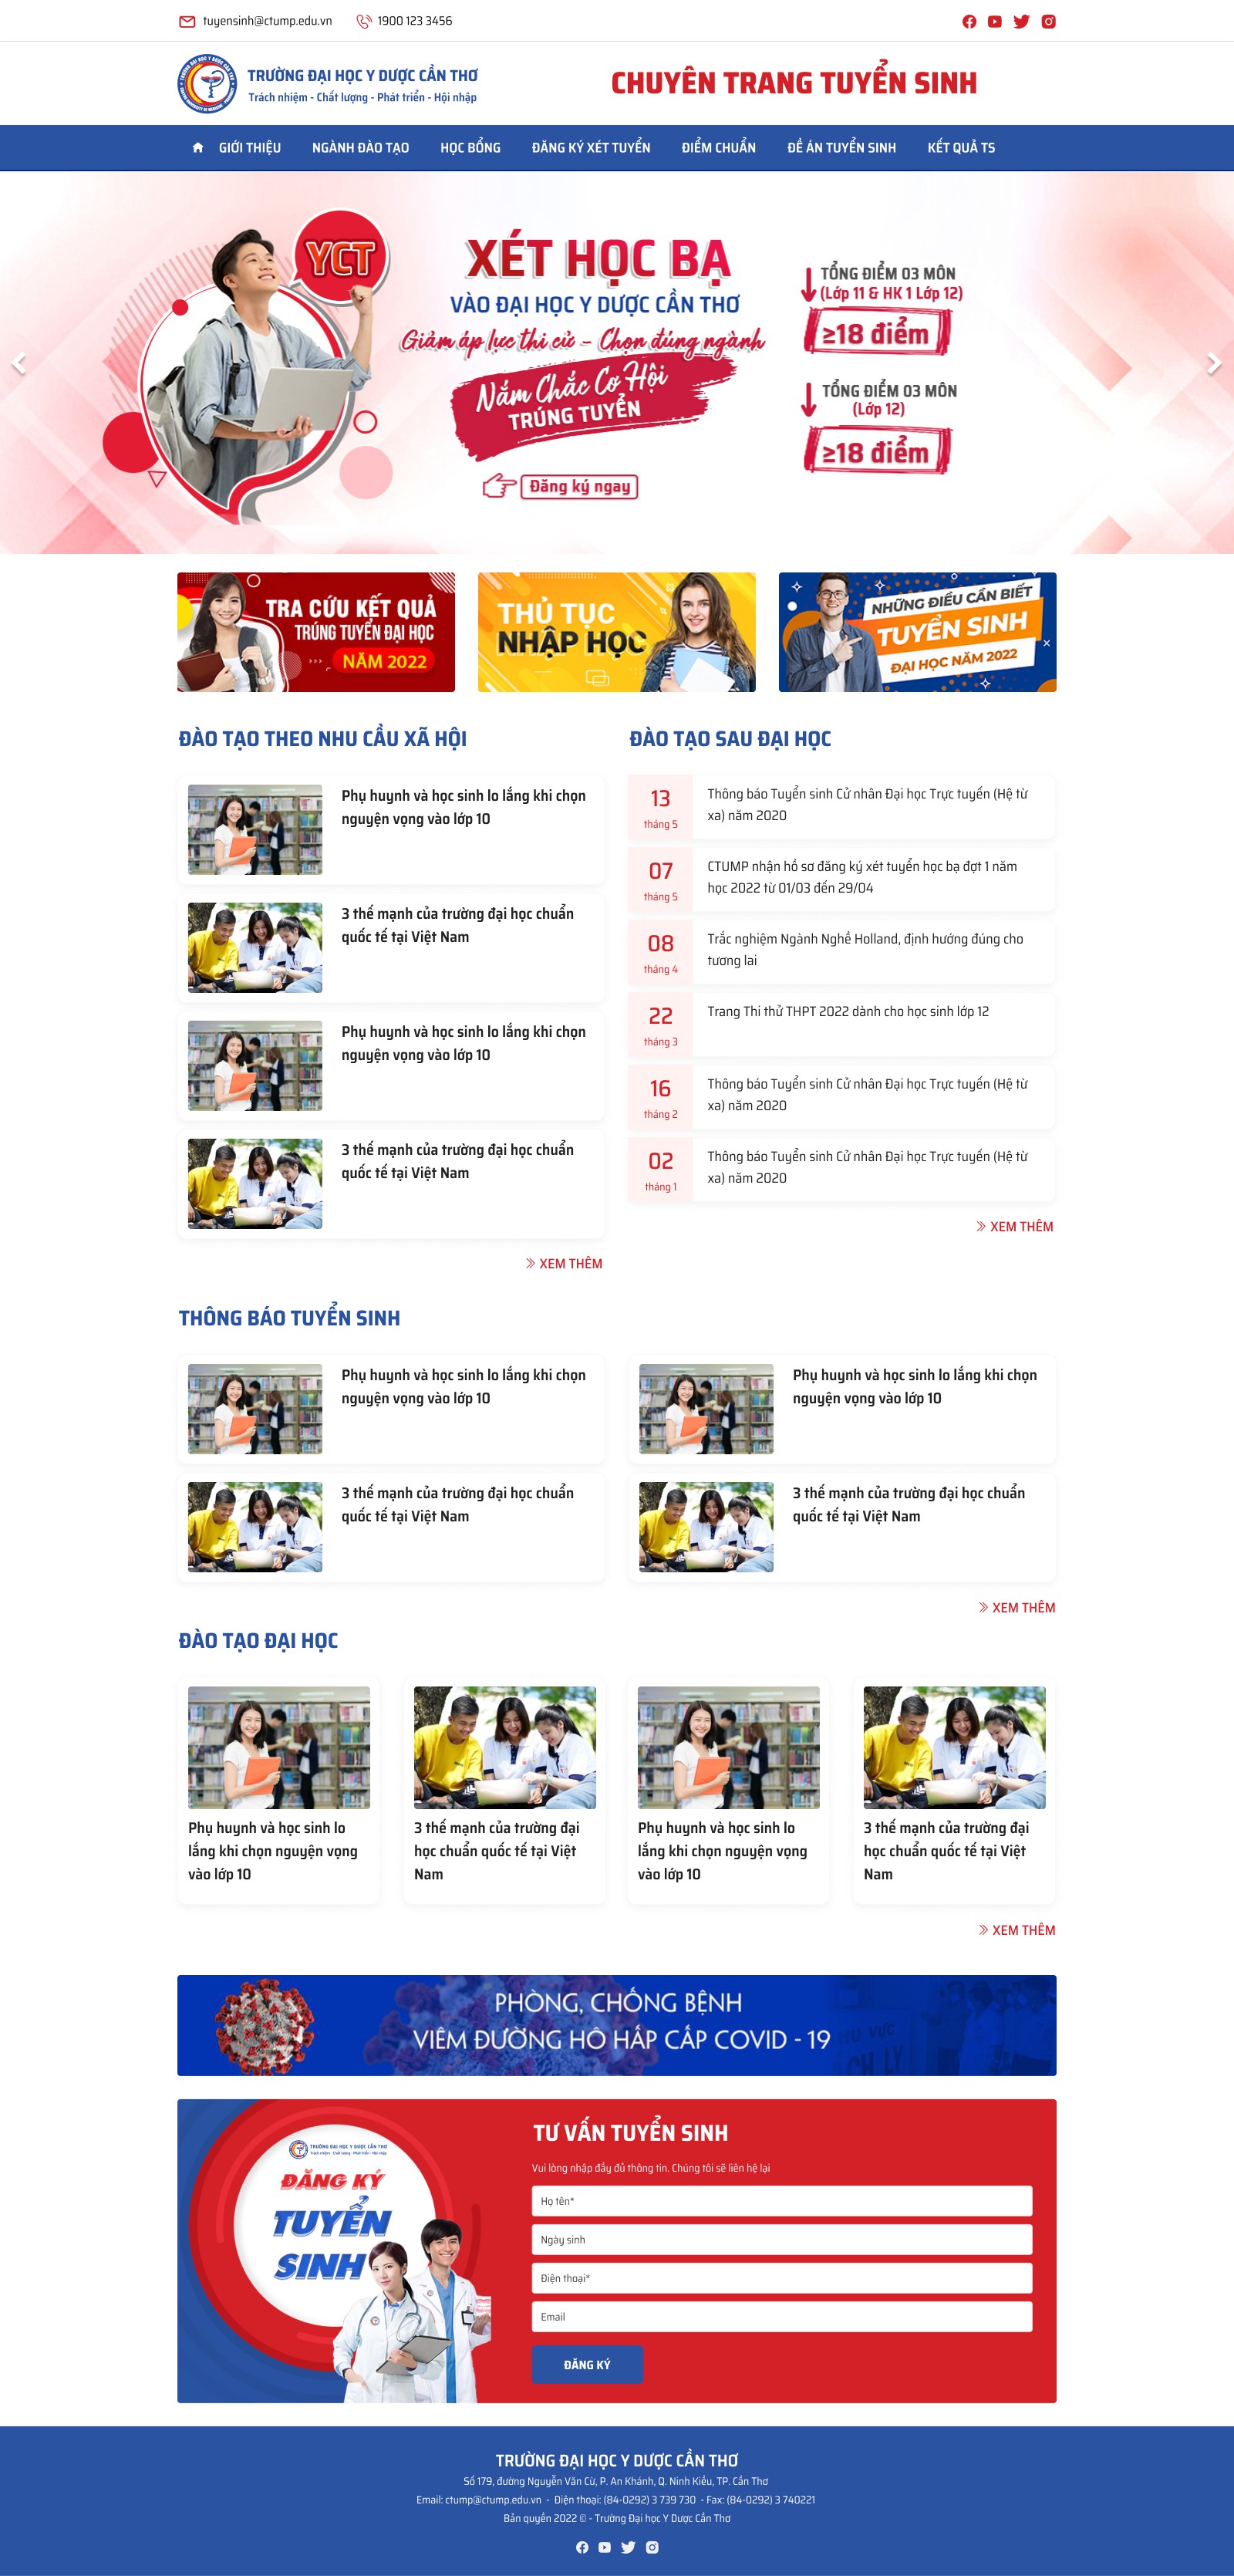 tuyensinh@ctump.edu.vn
1900 123 3456
TRƯỜNG ĐẠI HỌC Y DƯỢC CẦN THƠ
Trách nhiệm - Chất lượng - Phát triển - Hội nhập
CHUYÊN TRANG TUYỂN SINH
GIỚI THIỆU
NGÀNH ĐÀO TẠO
HỌC BỔNG
ĐĂNG KÝ XÉT TUYỂN
ĐIỂM CHUẨN
ĐỀ ÁN TUYỂN SINH
KẾT QUẢ TS
YCT
XÉT HỌC BẠ
VÀO ĐẠI HỌC Y DƯỢC CẦN THƠ
Giảm áp lực thi cử - Chọn đúng ngành
Nắm Chắc Cơ Hội
TRÚNG TUYỂN
Đăng ký ngay
TỔNG ĐIỂM 03 MÔN
(Lớp 11 & HK 1 Lớp 12)
≥18 điểm
TỔNG ĐIỂM 03 MÔN
(Lớp 12)
≥18 điểm
TRA CỨU KẾT QUẢ
TRÚNG TUYỂN ĐẠI HỌC
NĂM 2022
THỦ TỤC
NHẬP HỌC
NHỮNG ĐIỀU CẦN BIẾT
TUYỂN SINH
ĐẠI HỌC NĂM 2022
ĐÀO TẠO THEO NHU CẦU XÃ HỘI
Phụ huynh và học sinh lo lắng khi chọn
nguyện vọng vào lớp 10
3 thế mạnh của trường đại học chuẩn
quốc tế tại Việt Nam
Phụ huynh và học sinh lo lắng khi chọn
nguyện vọng vào lớp 10
3 thế mạnh của trường đại học chuẩn
quốc tế tại Việt Nam
XEM THÊM
ĐÀO TẠO SAU ĐẠI HỌC
13
tháng 5
Thông báo Tuyển sinh Cử nhân Đại học Trực tuyến (Hệ từ
xa) năm 2020
07
tháng 5
CTUMP nhận hồ sơ đăng ký xét tuyển học bạ đợt 1 năm
học 2022 từ 01/03 đến 29/04
08
tháng 4
Trắc nghiệm Ngành Nghề Holland, định hướng đúng cho
tương lai
22
tháng 3
Trang Thi thử THPT 2022 dành cho học sinh lớp 12
16
tháng 2
Thông báo Tuyển sinh Cử nhân Đại học Trực tuyến (Hệ từ
xa) năm 2020
02
tháng 1
Thông báo Tuyển sinh Cử nhân Đại học Trực tuyến (Hệ từ
xa) năm 2020
XEM THÊM
THÔNG BÁO TUYỂN SINH
Phụ huynh và học sinh lo lắng khi chọn
nguyện vọng vào lớp 10
Phụ huynh và học sinh lo lắng khi chọn
nguyện vọng vào lớp 10
3 thế mạnh của trường đại học chuẩn
quốc tế tại Việt Nam
3 thế mạnh của trường đại học chuẩn
quốc tế tại Việt Nam
XEM THÊM
ĐÀO TẠO ĐẠI HỌC
Phụ huynh và học sinh lo
lắng khi chọn nguyện vọng
vào lớp 10
3 thế mạnh của trường đại
học chuẩn quốc tế tại Việt
Nam
Phụ huynh và học sinh lo
lắng khi chọn nguyện vọng
vào lớp 10
3 thế mạnh của trường đại
học chuẩn quốc tế tại Việt
Nam
XEM THÊM
PHÒNG, CHỐNG BỆNH
VIÊM ĐƯỜNG HÔ HẤP CẤP COVID - 19
TRƯỜNG ĐẠI HỌC Y DƯỢC CẦN THƠ
Trách nhiệm - Chất lượng - Phát triển - Hội nhập
ĐĂNG KÝ
TUYỂN
SINH
TƯ VẤN TUYỂN SINH
Vui lòng nhập đầy đủ thông tin. Chúng tôi sẽ liên hệ lại
Họ tên*
Ngày sinh
Điện thoại*
Email
ĐĂNG KÝ
TRƯỜNG ĐẠI HỌC Y DƯỢC CẦN THƠ
Số 179, đường Nguyễn Văn Cừ, P. An Khánh, Q. Ninh Kiều, TP. Cần Thơ
Email: ctump@ctump.edu.vn - Điện thoại: (84-0292) 3 739 730 - Fax: (84-0292) 3 740221
Bản quyền 2022 © - Trường Đại học Y Dược Cần Thơ